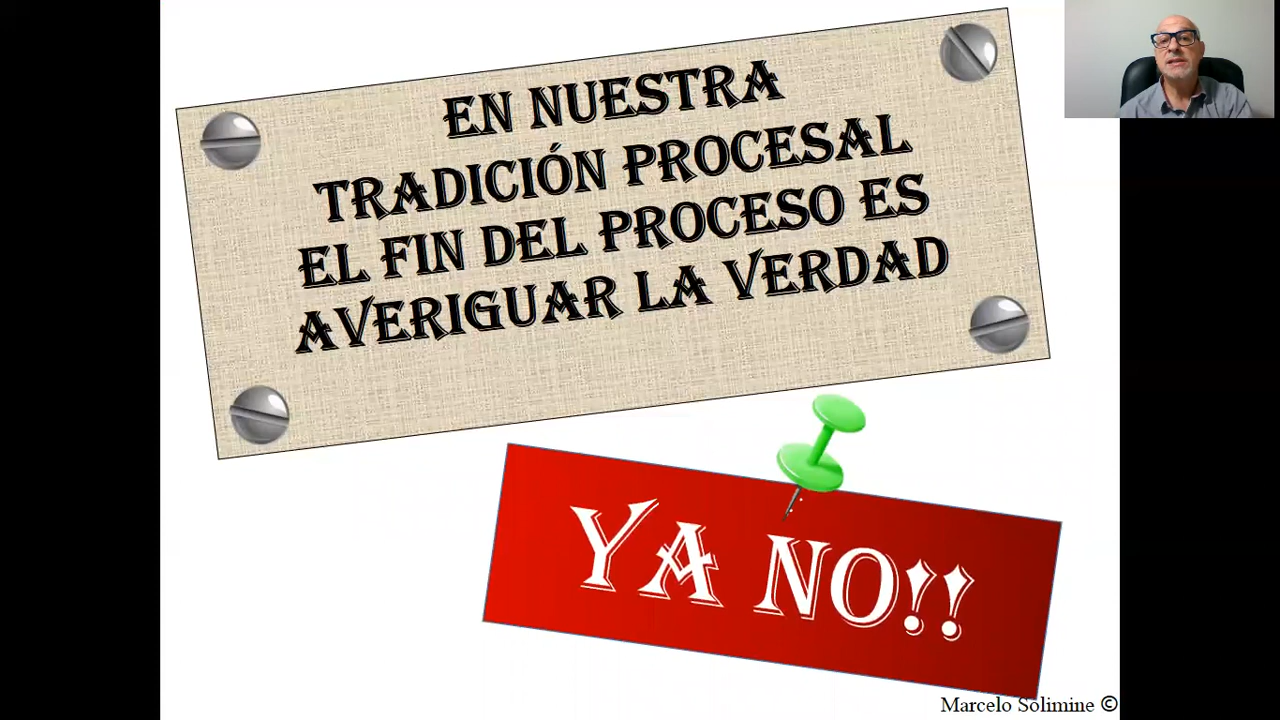 EN NUESTRA
TRADICIÓN PROCESAL
EL FIN DEL PROCESO ES
AVERIGUAR LA VERDAD
YA NO!!
Marcelo Solimine ©